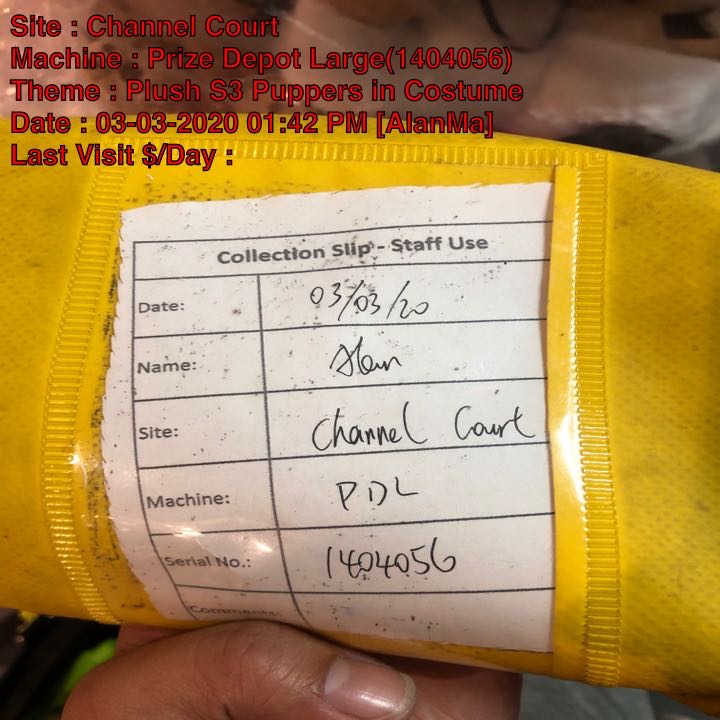 Site : Channel Court
Machine : Prize Depot Large(1404056)
Theme : Plush S3 Puppers in Costume
Date : 03-03-2020 01:42 PM [AlanMa]
Last Visit $/Day :
Collection Slip - Staff Use
Date: 03/03/20
Name: Alan
Site: Channel Court
Machine: PDL
Serial No.: 1404056
Comments